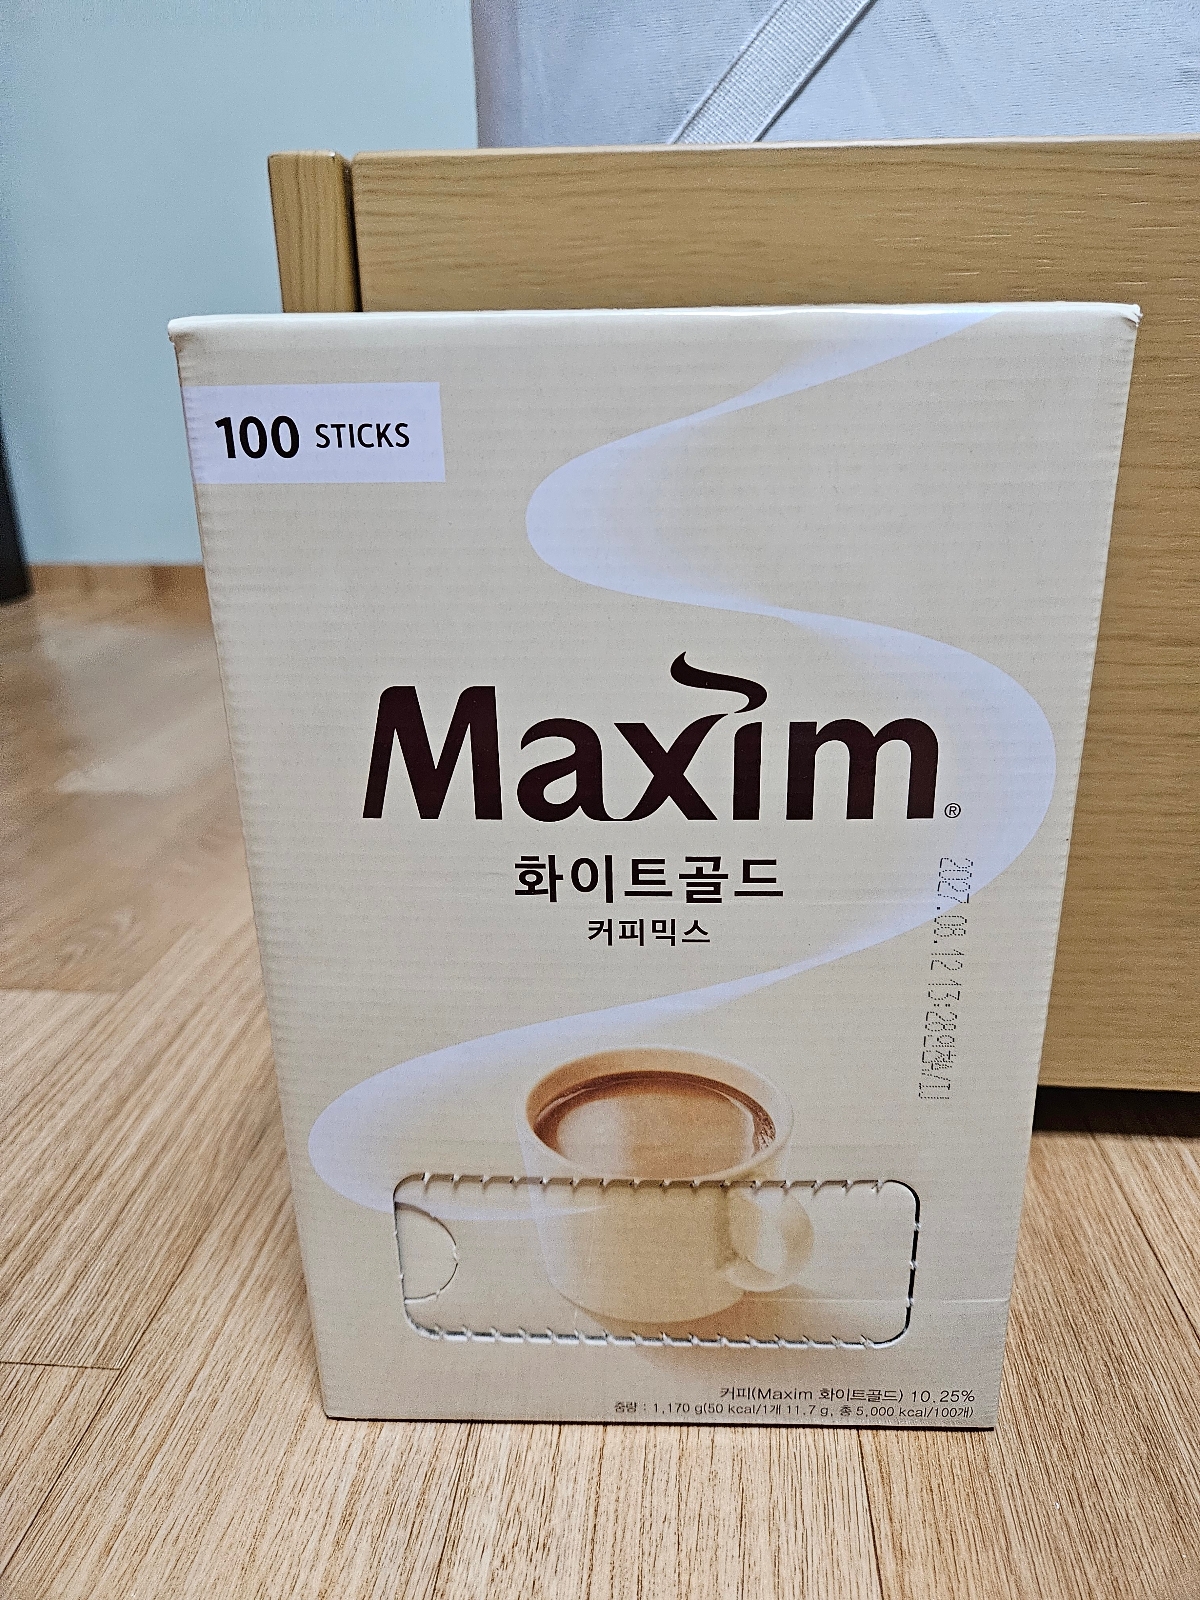 100 STICKS
Maxim®
화이트골드
커피믹스
2027.08.12 13:28
커피(Maxim 화이트골드) 10.25%
중량 : 1,170 g(50 kcal/1개 11.7 g, 총 5,000 kcal/100개)